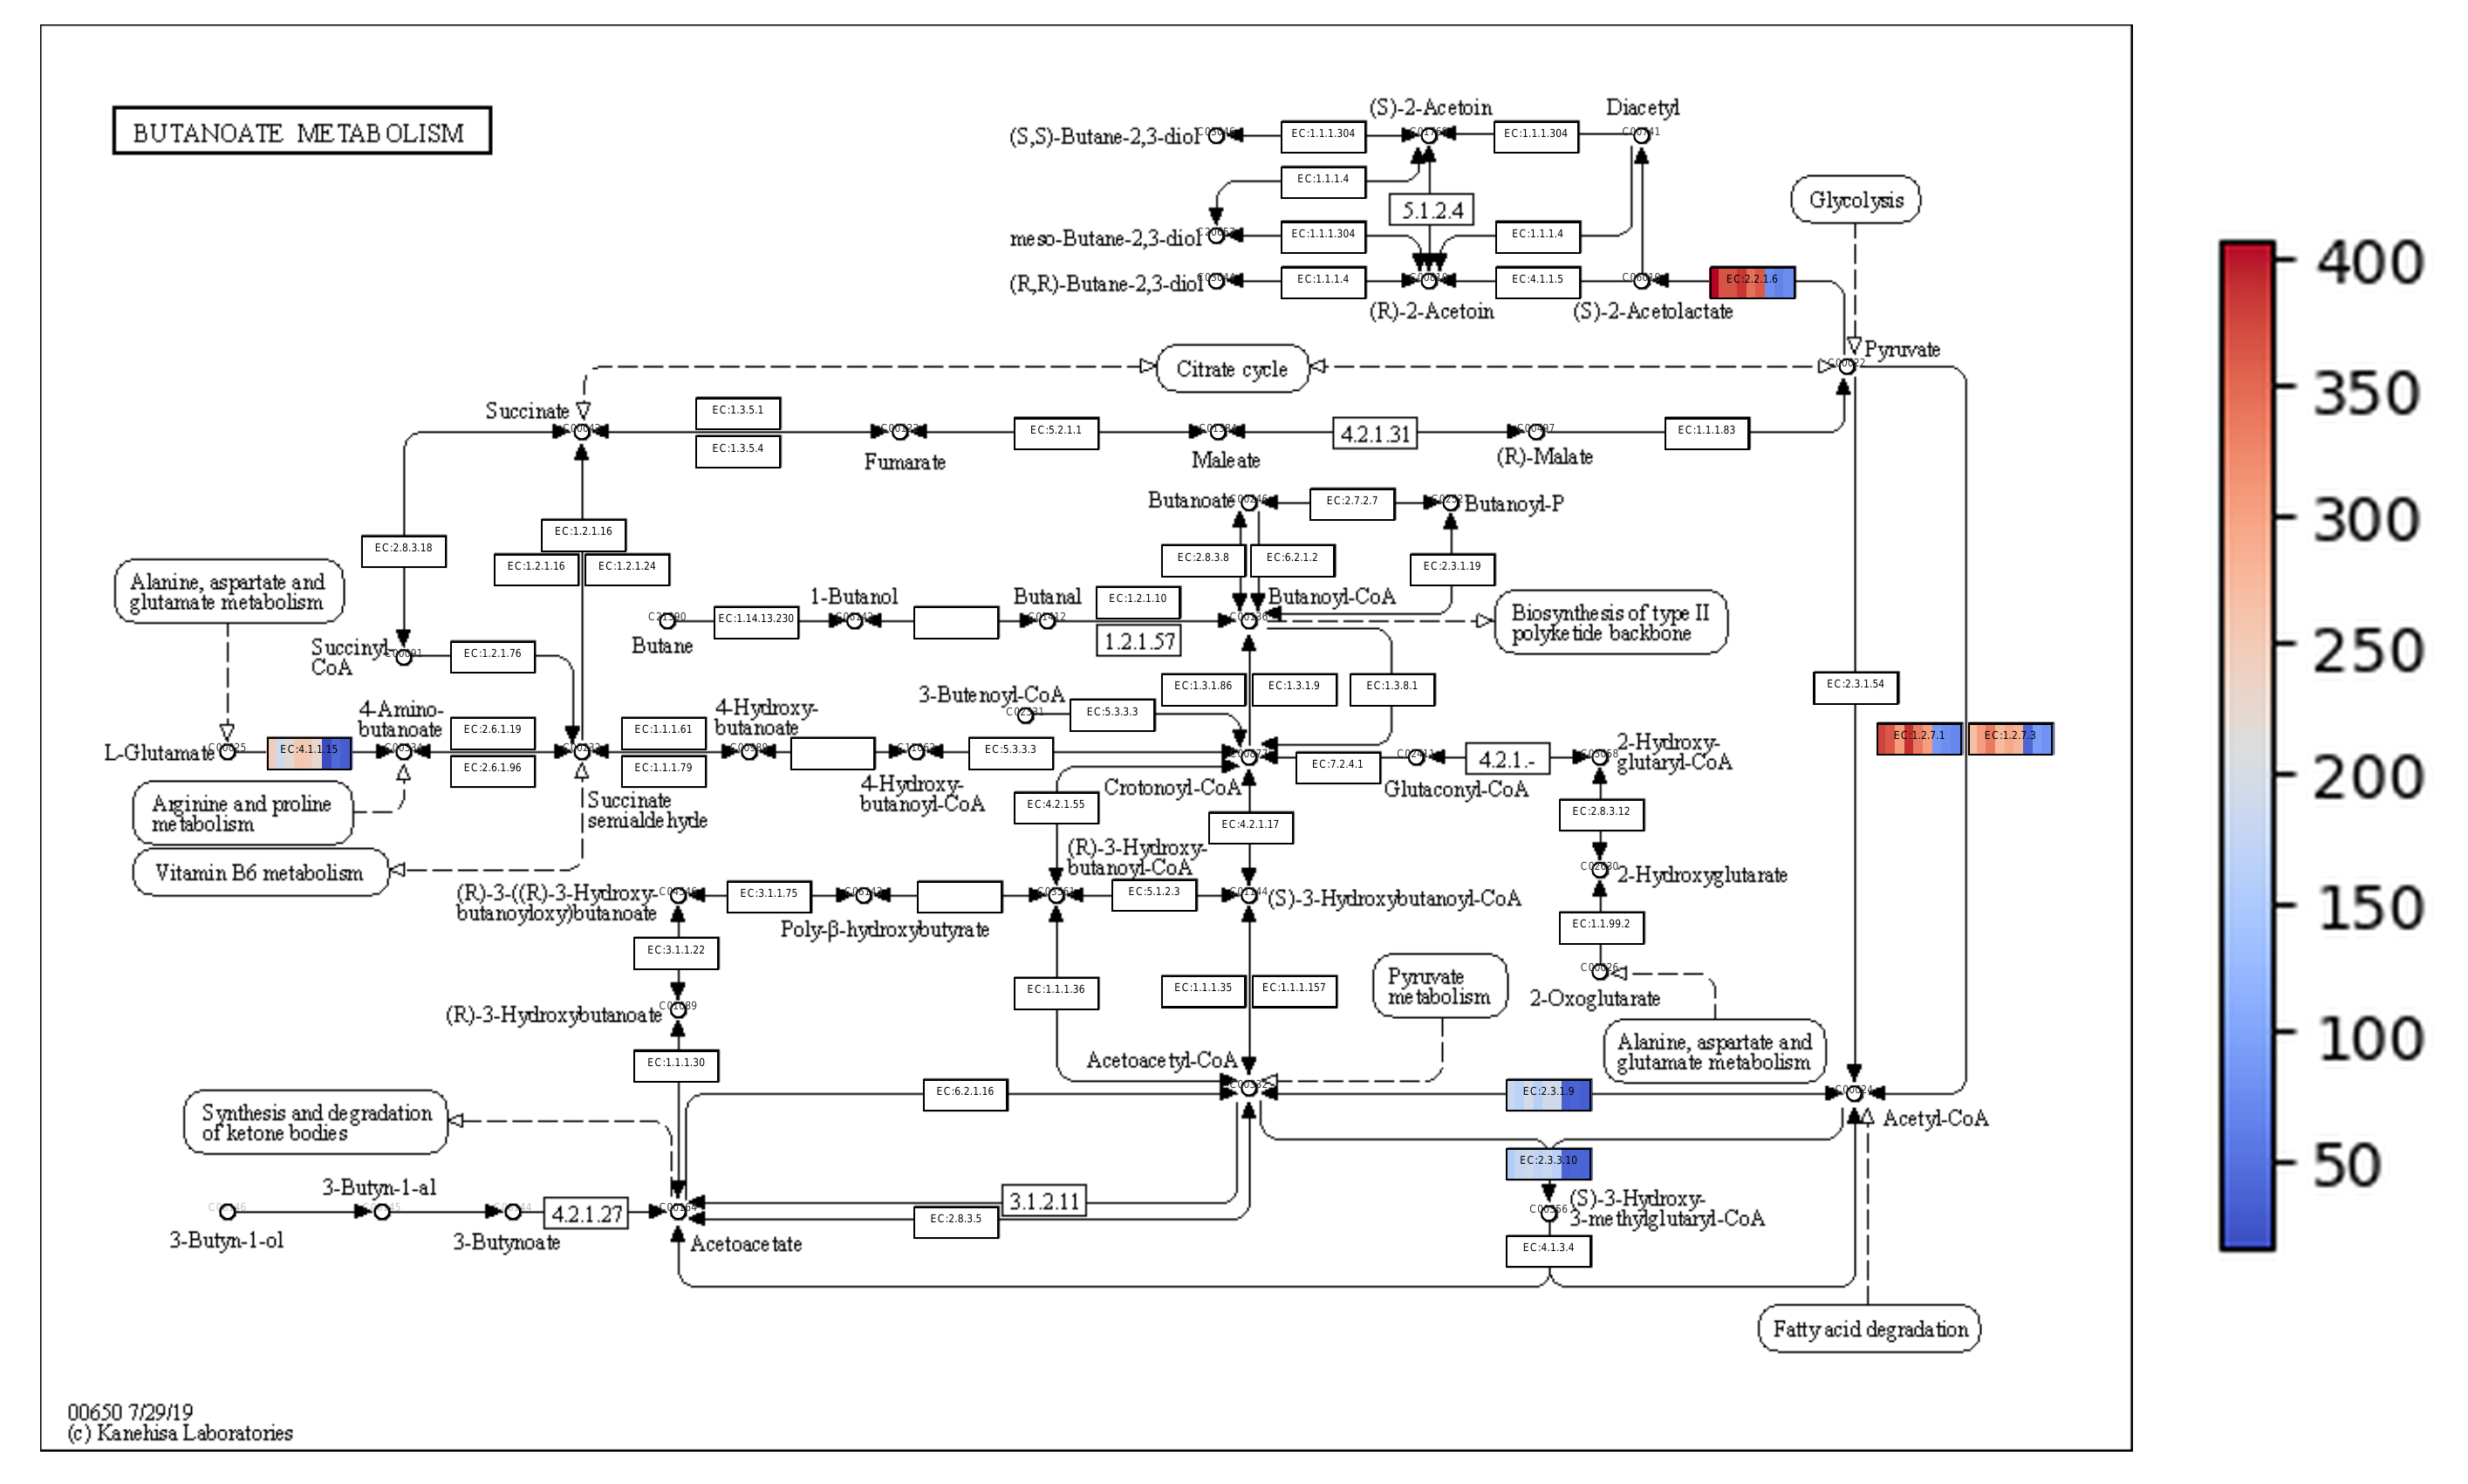 BUTANOATE METABOLISM
(S)-2-Acetoin
Diacetyl
(S,S)-Butane-2,3-diol
EC:1.1.1.304
EC:1.1.1.304
EC:1.1.1.4
5.1.2.4
Glycolysis
meso-Butane-2,3-diol
EC:1.1.1.304
EC:1.1.1.4
(R,R)-Butane-2,3-diol
EC:1.1.1.4
EC:4.1.1.5
EC:2.2.1.6
(R)-2-Acetoin
(S)-2-Acetolactate
Pyruvate
Citrate cycle
Succinate
EC:1.3.5.1
EC:1.3.5.4
Fumarate
EC:5.2.1.1
Maleate
4.2.1.31
(R)-Malate
EC:1.1.1.83
Butanoate
EC:2.7.2.7
Butanoyl-P
EC:2.8.3.18
EC:1.2.1.16
EC:1.2.1.16
EC:1.2.1.24
EC:2.8.3.8
EC:6.2.1.2
EC:2.3.1.19
Alanine, aspartate and
glutamate metabolism
1-Butanol
Butanal
EC:1.2.1.10
Butanoyl-CoA
Biosynthesis of type II
polyketide backbone
EC:1.14.13.230
Butane
1.2.1.57
Succinyl-
CoA
EC:1.2.1.76
EC:1.3.1.86
EC:1.3.1.9
EC:1.3.8.1
EC:2.3.1.54
3-Butenoyl-CoA
EC:5.3.3.3
4-Amino-
butanoate
EC:2.6.1.19
EC:1.1.1.61
4-Hydroxy-
butanoate
L-Glutamate
EC:4.1.1.15
EC:2.6.1.96
EC:1.1.1.79
EC:5.3.3.3
EC:7.2.4.1
4.2.1.-
2-Hydroxy-
glutaryl-CoA
EC:1.2.7.1
EC:1.2.7.3
4-Hydroxy-
butanoyl-CoA
Crotonoyl-CoA
Glutaconyl-CoA
Arginine and proline
metabolism
Succinate
semialdehyde
EC:4.2.1.55
EC:4.2.1.17
EC:2.8.3.12
Vitamin B6 metabolism
(R)-3-Hydroxy-
butanoyl-CoA
2-Hydroxyglutarate
(R)-3-((R)-3-Hydroxy-
butanoyloxy)butanoate
EC:3.1.1.75
EC:5.1.2.3
(S)-3-Hydroxybutanoyl-CoA
Poly-β-hydroxybutyrate
EC:3.1.1.22
EC:1.1.99.2
EC:1.1.1.36
EC:1.1.1.35
EC:1.1.1.157
Pyruvate
metabolism
2-Oxoglutarate
(R)-3-Hydroxybutanoate
Alanine, aspartate and
glutamate metabolism
EC:1.1.1.30
Acetoacetyl-CoA
EC:6.2.1.16
EC:2.3.1.9
Acetyl-CoA
Synthesis and degradation
of ketone bodies
EC:2.3.3.10
3-Butyn-1-al
4.2.1.27
3.1.2.11
EC:2.8.3.5
(S)-3-Hydroxy-
3-methylglutaryl-CoA
3-Butyn-1-ol
3-Butynoate
Acetoacetate
EC:4.1.3.4
Fatty acid degradation
00650 7/29/19
(c) Kanehisa Laboratories
400
350
300
250
200
150
100
50